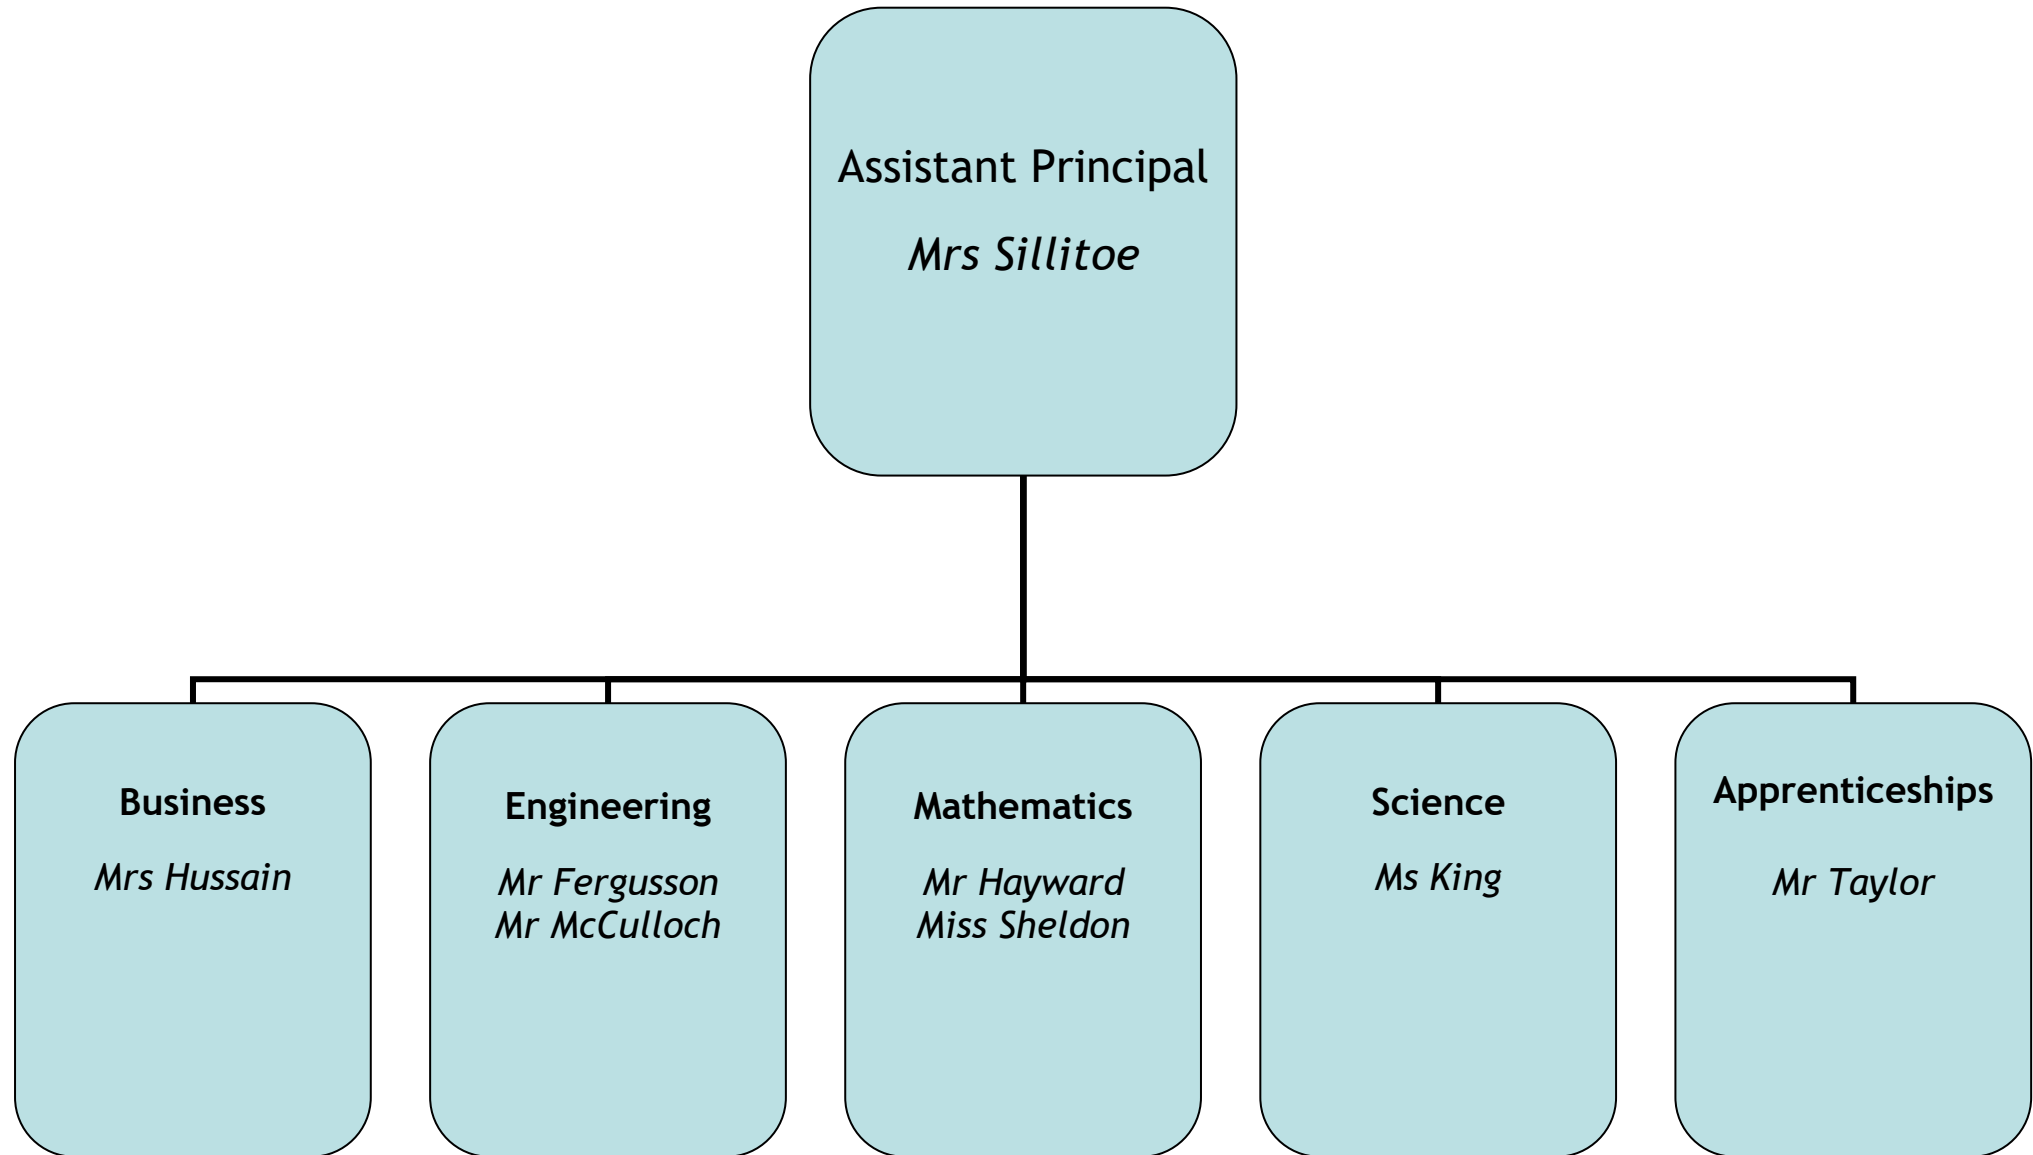 Assistant Principal
Mrs Sillitoe
Business
Mrs Hussain
Engineering
Mr Fergusson
Mr McCulloch
Mathematics
Mr Hayward
Miss Sheldon
Science
Ms King
Apprenticeships
Mr Taylor